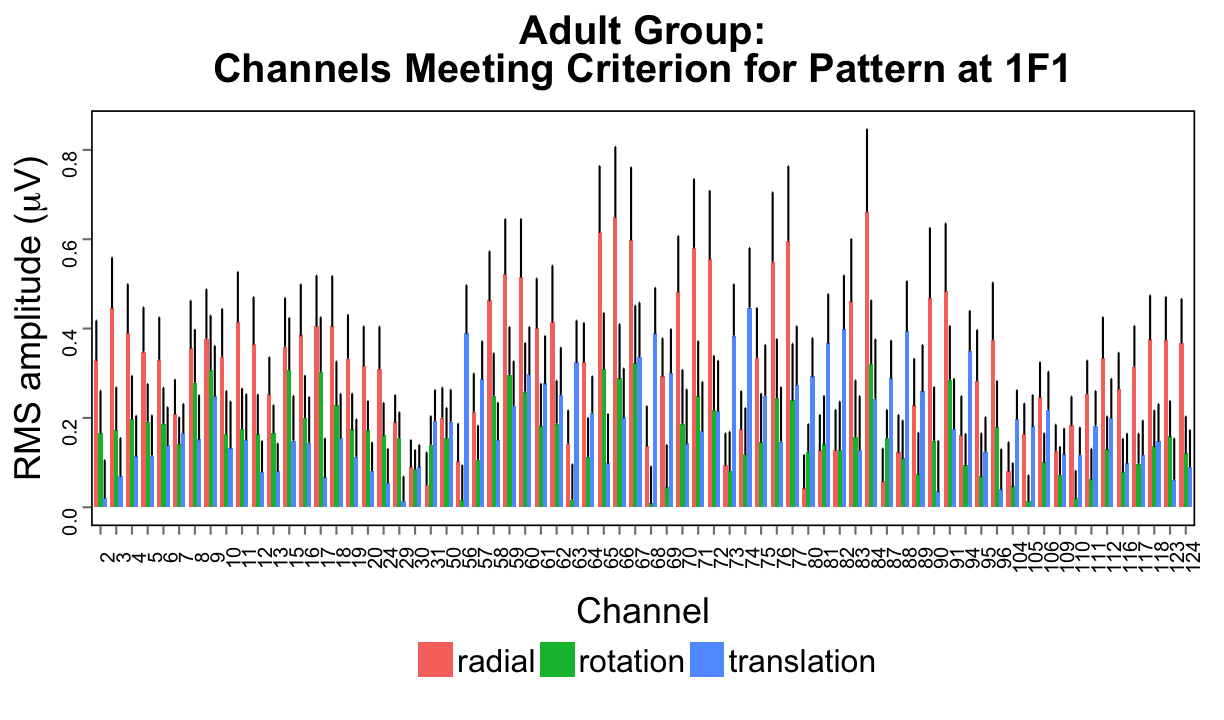 Adult Group:
Channels Meeting Criterion for Pattern at 1F1
RMS amplitude (μV)
0.8
0.6
0.4
0.2
0.0
2 3 4 5 6 7 8 9 10 11 12 13 15 16 17 18 19 20 24 29 30 31 50 56 57 58 59 60 61 62 63 64 65 66 67 68 69 70 71 72 73 74 75 76 77 80 81 82 83 84 87 88 89 90 91 94 95 96 104 105 106 109 110 111 112 116 117 118 123 124
Channel
radial rotation translation